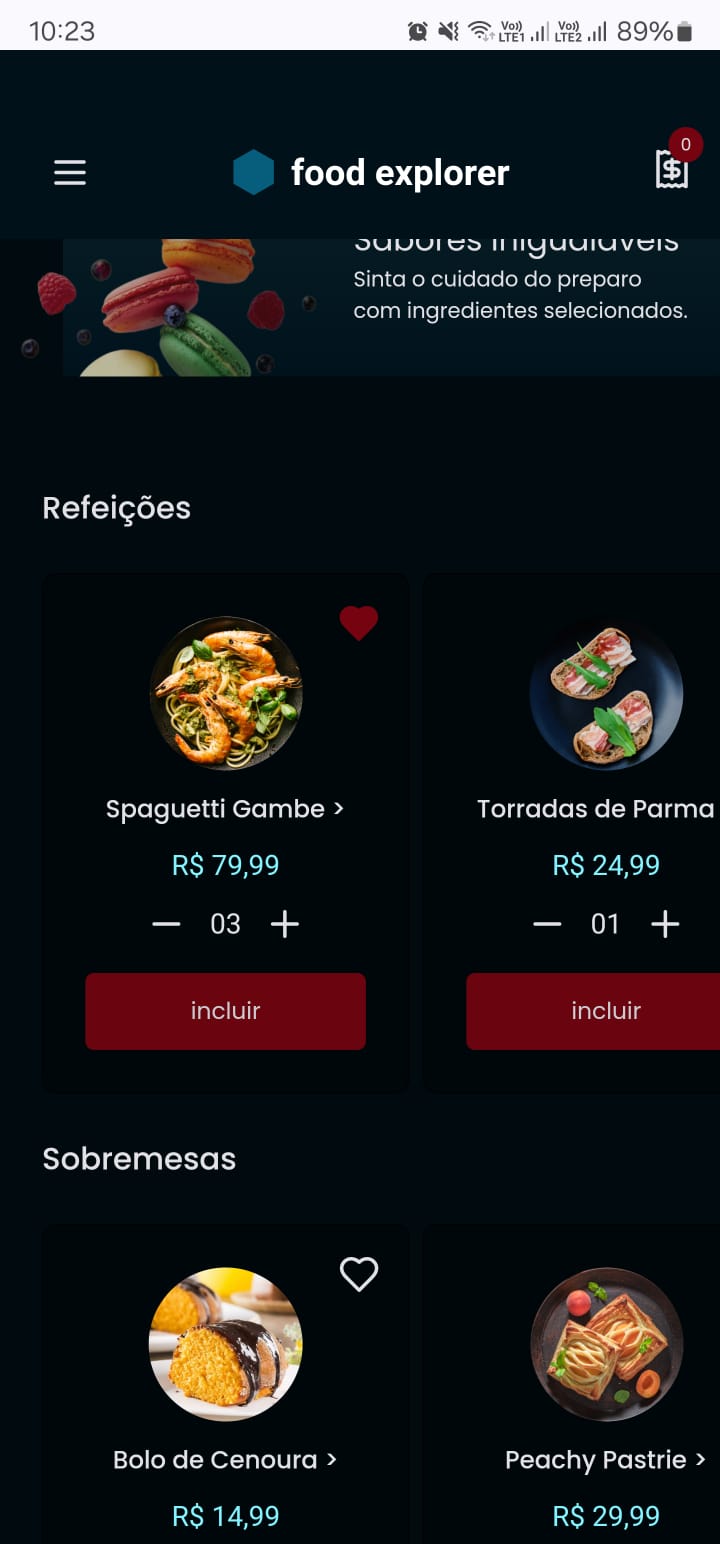 10:23
Vo)) LTE1
Vo)) LTE2
89%
food explorer
0
Sabores inigualáveis
Sinta o cuidado do preparo
com ingredientes selecionados.
Refeições
Spaguetti Gambe >
Torradas de Parma
R$ 79,99
R$ 24,99
03
01
incluir
incluir
Sobremesas
Bolo de Cenoura >
Peachy Pastrie >
R$ 14,99
R$ 29,99